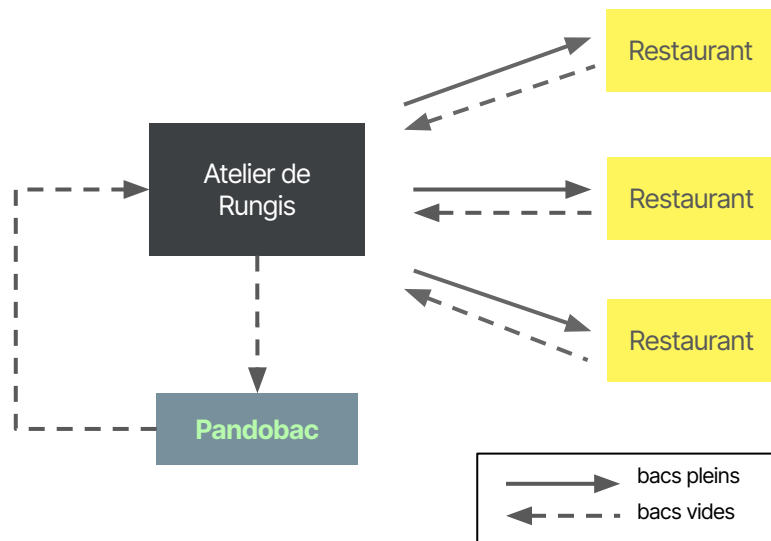 Restaurant
Atelier de
Rungis
Restaurant
Restaurant
Pandobac
bacs pleins
bacs vides